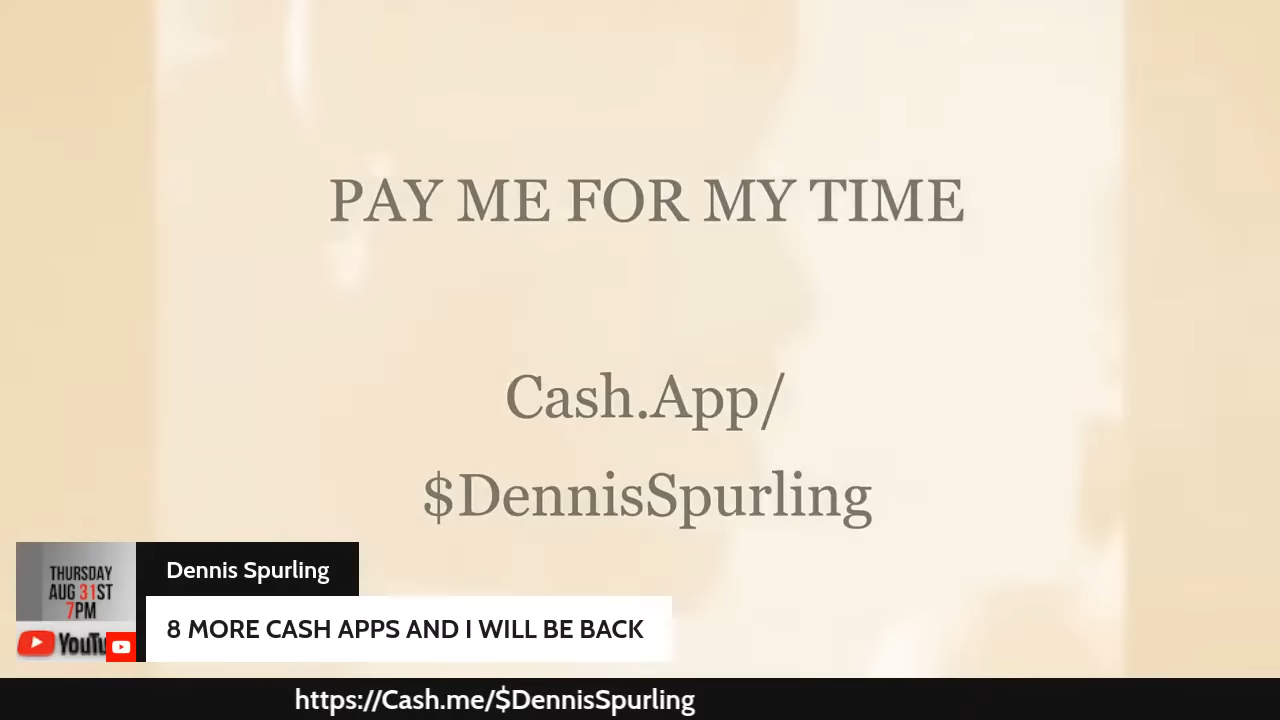 PAY ME FOR MY TIME
Cash.App/
$DennisSpurling
Dennis Spurling
THURSDAY
AUG 31ST
7PM
YouTu
8 MORE CASH APPS AND I WILL BE BACK
https://Cash.me/$DennisSpurling